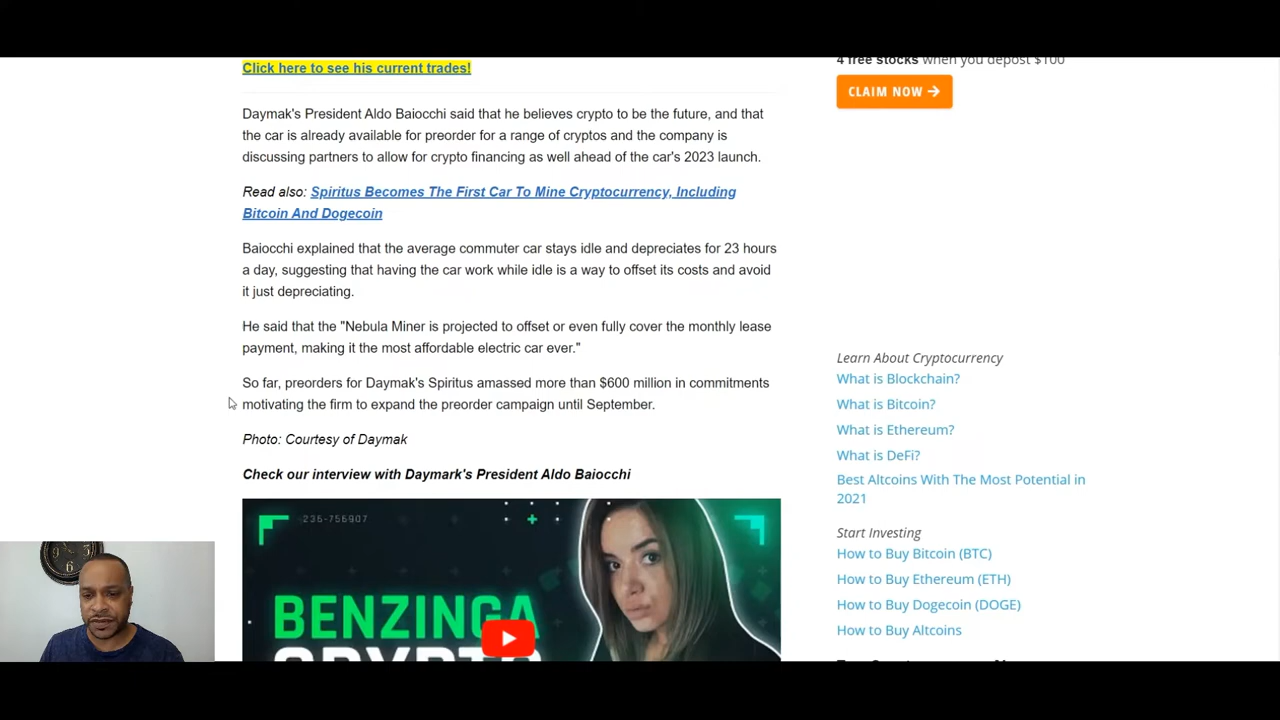 Click here to see his current trades!
Daymak's President Aldo Baiocchi said that he believes crypto to be the future, and that
the car is already available for preorder for a range of cryptos and the company is
discussing partners to allow for crypto financing as well ahead of the car's 2023 launch.
Read also: Spiritus Becomes The First Car To Mine Cryptocurrency, Including
Bitcoin And Dogecoin
Baiocchi explained that the average commuter car stays idle and depreciates for 23 hours
a day, suggesting that having the car work while idle is a way to offset its costs and avoid
it just depreciating.
He said that the "Nebula Miner is projected to offset or even fully cover the monthly lease
payment, making it the most affordable electric car ever."
So far, preorders for Daymak's Spiritus amassed more than $600 million in commitments
motivating the firm to expand the preorder campaign until September.
Photo: Courtesy of Daymak
Check our interview with Daymark's President Aldo Baiocchi
236-756907
BENZINGA
CRYPTO
4 free stocks when you depost $100
CLAIM NOW →
Learn About Cryptocurrency
What is Blockchain?
What is Bitcoin?
What is Ethereum?
What is DeFi?
Best Altcoins With The Most Potential in
2021
Start Investing
How to Buy Bitcoin (BTC)
How to Buy Ethereum (ETH)
How to Buy Dogecoin (DOGE)
How to Buy Altcoins